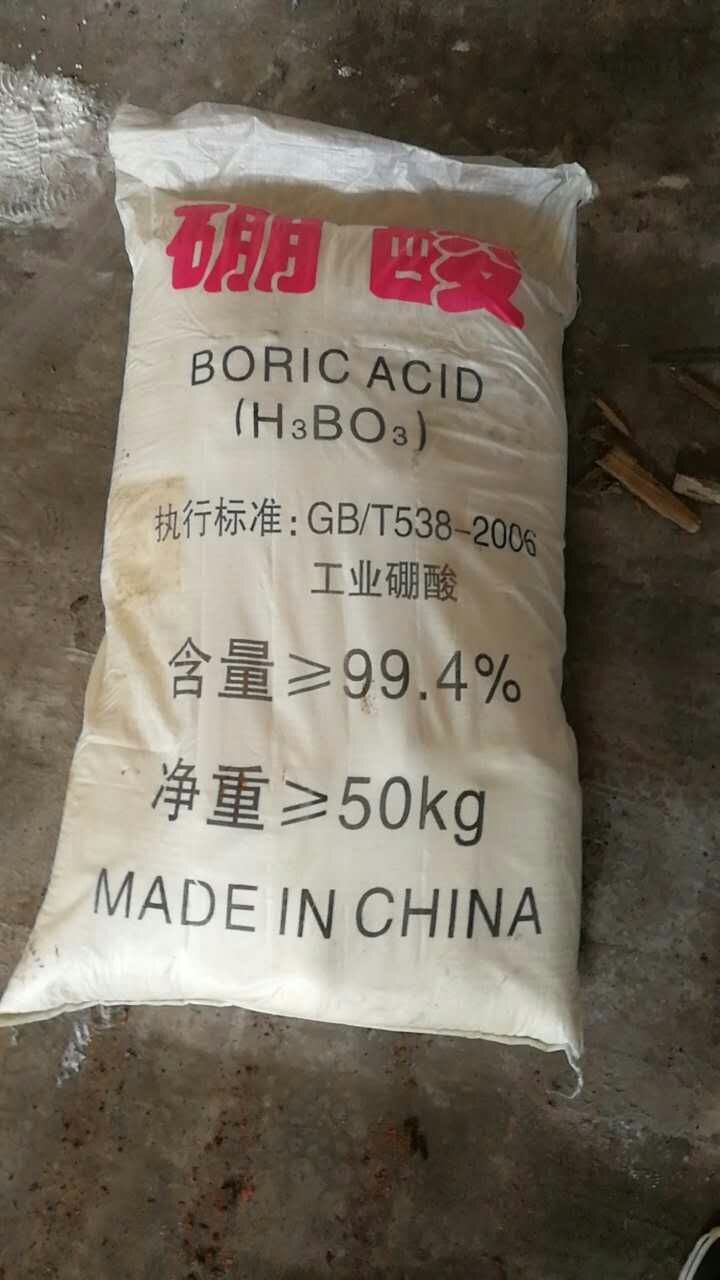 硼酸
BORIC ACID
(H₃BO₃)
执行标准:GB/T538-2006
工业硼酸
含量≥99.4%
净重≥50kg
MADE IN CHINA